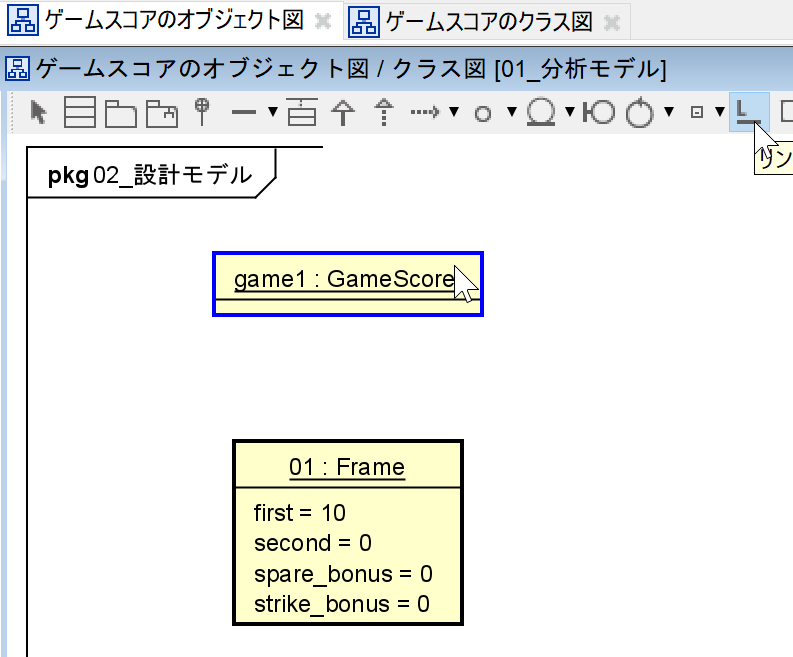 ゲームスコアのオブジェクト図 ゲームスコアのクラス図
ゲームスコアのオブジェクト図 / クラス図 [01_分析モデル]
リン
pkg 02_設計モデル
game1 : GameScore
01 : Frame
first = 10
second = 0
spare_bonus = 0
strike_bonus = 0